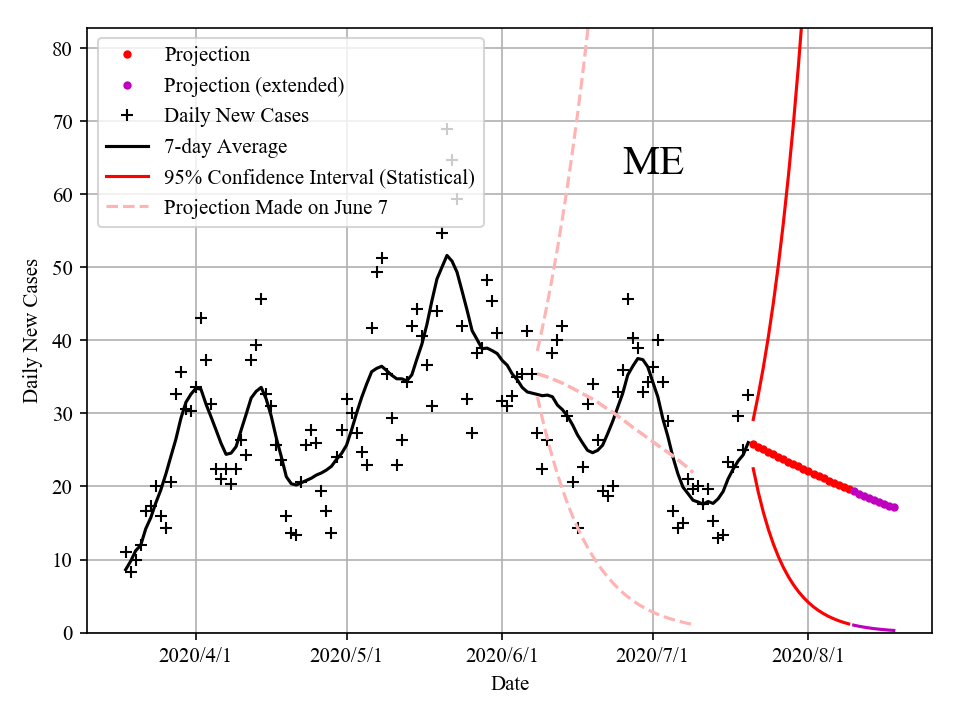 80
70
60
50
40
30
20
10
0
Daily New Cases
Projection
Projection (extended)
Daily New Cases
7-day Average
95% Confidence Interval (Statistical)
Projection Made on June 7
ME
2020/4/1
2020/5/1
2020/6/1
2020/7/1
2020/8/1
Date